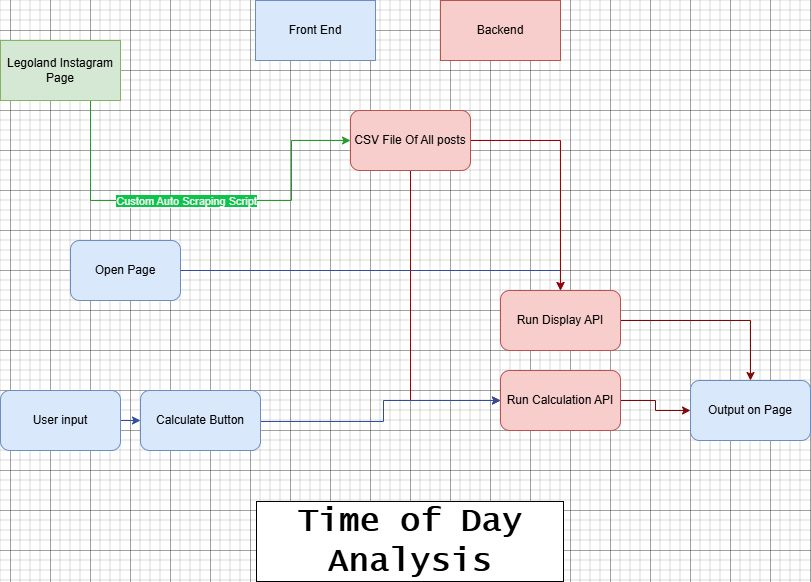 Front End
Backend
Legoland Instagram
Page
CSV File Of All posts
Custom Auto Scraping Script
Open Page
Run Display API
User input
Calculate Button
Run Calculation API
Output on Page
Time of Day
Analysis